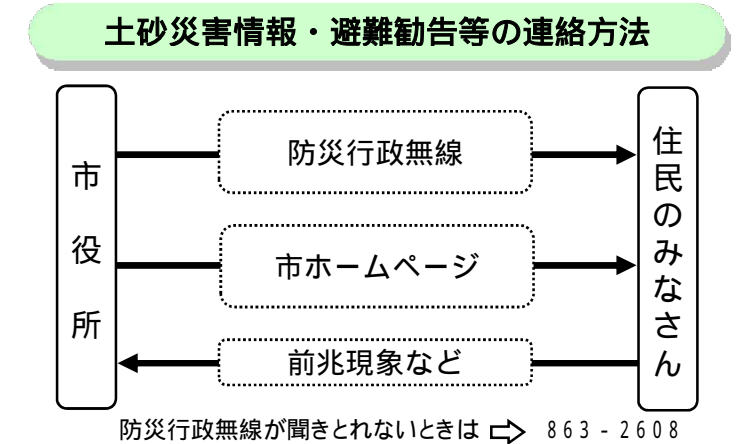 土砂災害情報・避難勧告等の連絡方法
市役所
防災行政無線
市ホームページ
前兆現象など
住民のみなさん
防災行政無線が聞きとれないときは ⇨ 863-2608